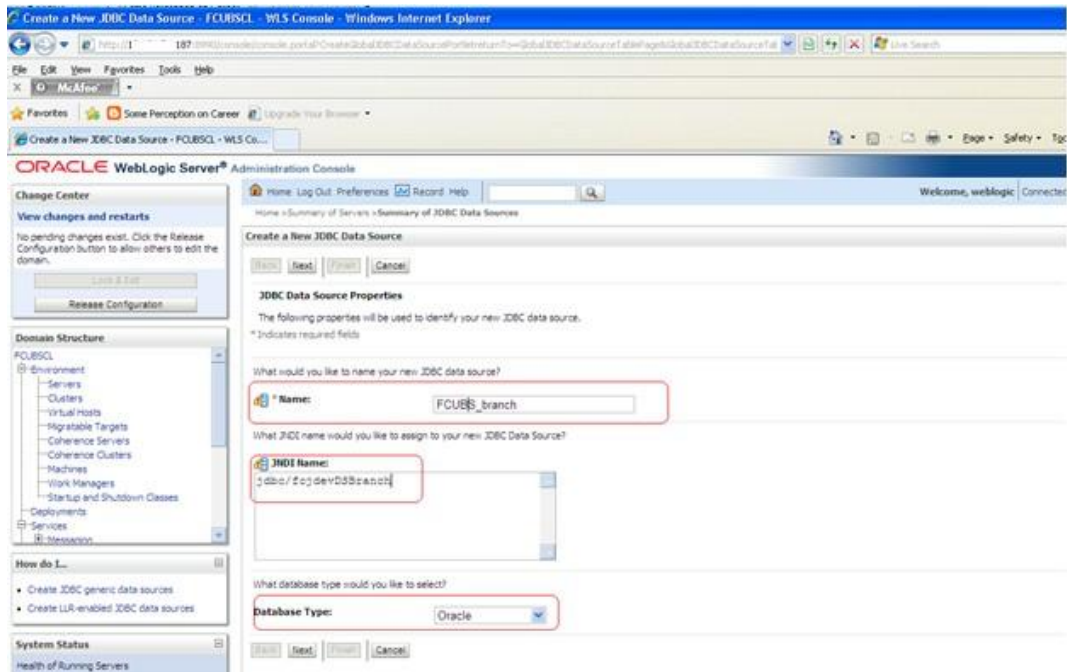 Create a New JDBC Data Source - FCUBSCL - WLS Console - Windows Internet Explorer
Live Search
File Edit View Favorites Tools Help
X McAfee
Favorites Some Perception on Career Upgrade Your Browser
Create a New JDBC Data Source - FCUBSCL - WLS Co...
Page Safety
ORACLE WebLogic Server® Administration Console
Change Center
View changes and restarts
No pending changes exist. Click the Release
Configuration button to allow others to edit the
domain.
Lock & Edit
Release Configuration
Domain Structure
FCUBSCL
Environment
Servers
Clusters
Virtual Hosts
Migratable Targets
Coherence Servers
Coherence Clusters
Machines
Work Managers
Startup and Shutdown Classes
Deployments
Services
Messaging
How do I...
Create JDBC generic data sources
Create LLR-enabled JDBC data sources
System Status
Health of Running Servers
Home Log Out Preferences Record Help
Welcome, weblogic Connected
Home >Summary of Servers >Summary of JDBC Data Sources
Create a New JDBC Data Source
Back Next Finish Cancel
JDBC Data Source Properties
The following properties will be used to identify your new JDBC data source.
* Indicates required fields
What would you like to name your new JDBC data source?
* Name: FCUBS_branch
What JNDI name would you like to assign to your new JDBC Data Source?
JNDI Name:
jdbc/fcjdevDSBranch
What database type would you like to select?
Database Type: Oracle
Back Next Finish Cancel